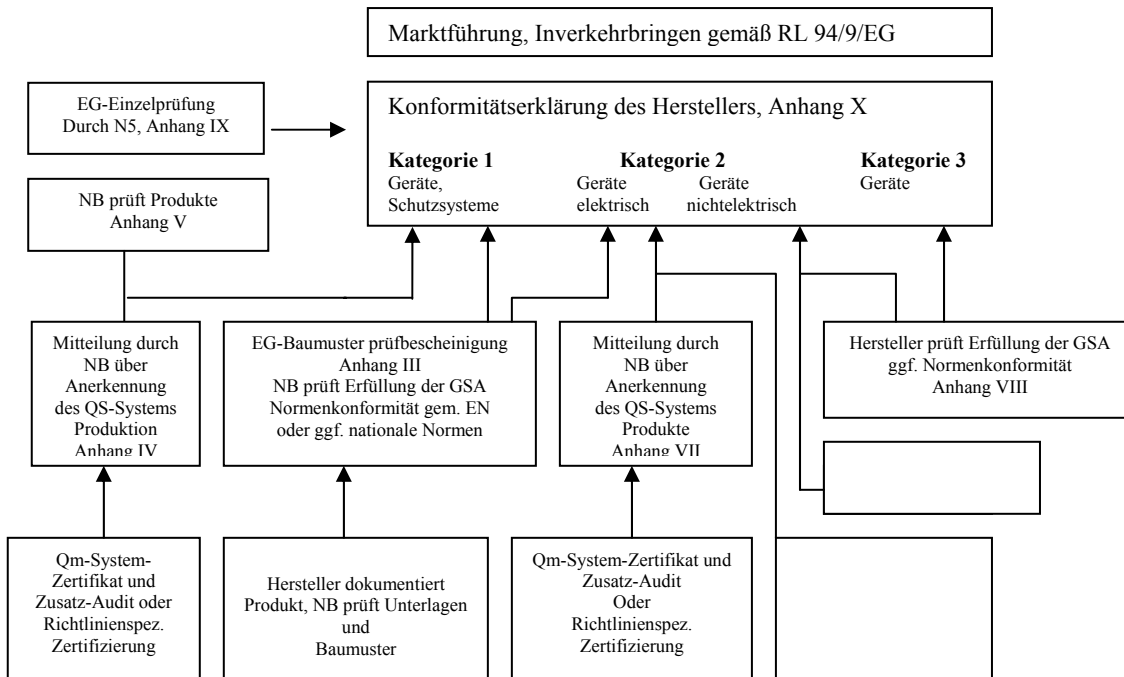 Marktführung, Inverkehrbringen gemäß RL 94/9/EG
EG-Einzelprüfung
Durch N5, Anhang IX
Konformitätserklärung des Herstellers, Anhang X
Kategorie 1 Kategorie 2 Kategorie 3
Geräte, Geräte Geräte Geräte
Schutzsysteme elektrisch nichtelektrisch
NB prüft Produkte
Anhang V
Mitteilung durch
NB über
Anerkennung
des QS-Systems
Produktion
Anhang IV
EG-Baumuster prüfbescheinigung
Anhang III
NB prüft Erfüllung der GSA
Normenkonformität gem. EN
oder ggf. nationale Normen
Mitteilung durch
NB über
Anerkennung
des QS-Systems
Produkte
Anhang VII
Hersteller prüft Erfüllung der GSA
ggf. Normenkonformität
Anhang VIII
Qm-System-
Zertifikat und
Zusatz-Audit oder
Richtlinienspez.
Zertifizierung
Hersteller dokumentiert
Produkt, NB prüft Unterlagen
und
Baumuster
Qm-System-Zertifikat und
Zusatz-Audit
Oder
Richtlinienspez.
Zertifizierung